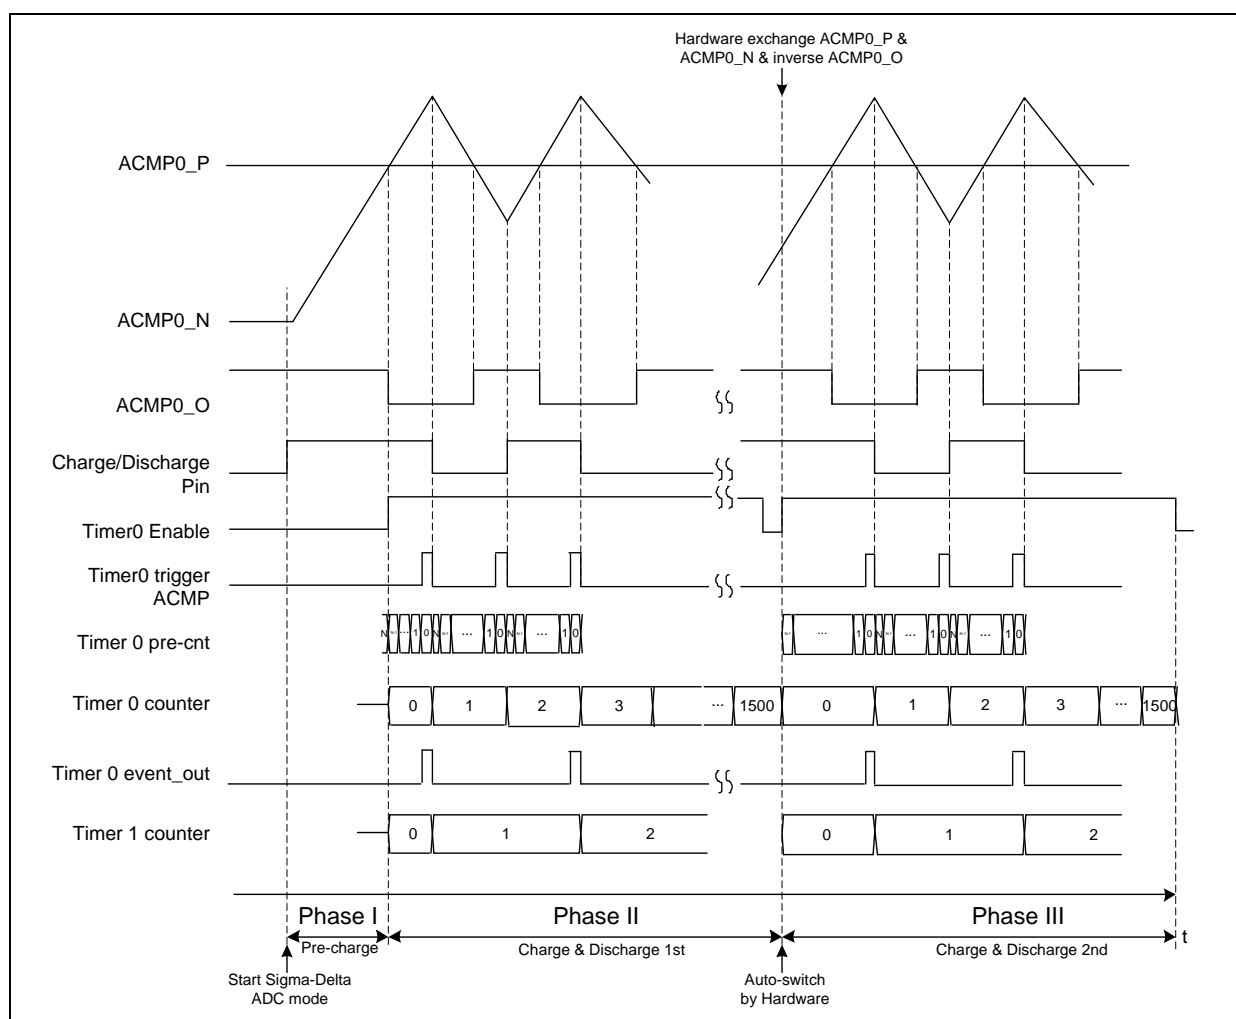 Hardware exchange ACMP0_P &
ACMP0_N & inverse ACMP0_O
ACMP0_P
ACMP0_N
ACMP0_O
Charge/Discharge
Pin
Timer0 Enable
Timer0 trigger
ACMP
Timer 0 pre-cnt
N ... 1 0 N ... 1 0 N ... 1 0
... 1 0 N ... 1 0 N ... 1 0
Timer 0 counter
0 1 2 3 ... 1500 0 1 2 3 ... 1500
Timer 0 event_out
Timer 1 counter
0 1 2 0 1 2
Phase I Phase II Phase III
t
Pre-charge Charge & Discharge 1st Charge & Discharge 2nd
Start Sigma-Delta
ADC mode
Auto-switch
by Hardware